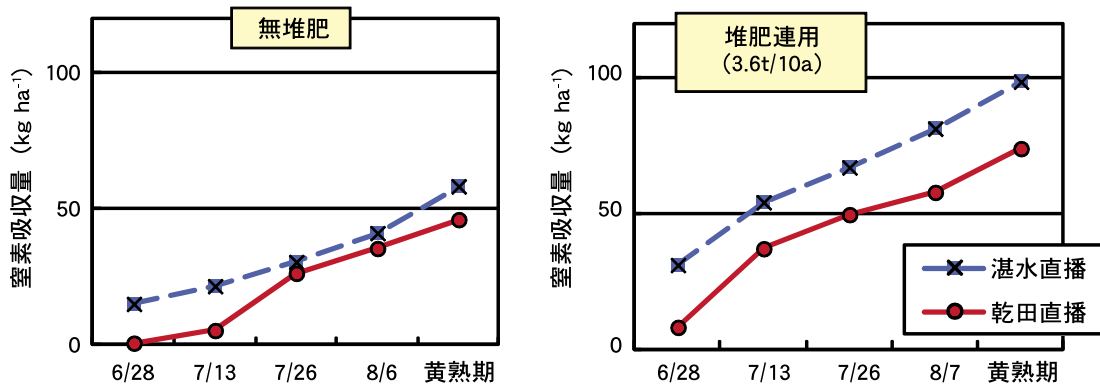 無堆肥
窒素吸収量（kg ha⁻¹）
100
50
0
6/28 7/13 7/26 8/6 黄熟期
堆肥連用
（3.6t/10a）
窒素吸収量（kg ha⁻¹）
100
50
0
6/28 7/13 7/26 8/7 黄熟期
湛水直播
乾田直播